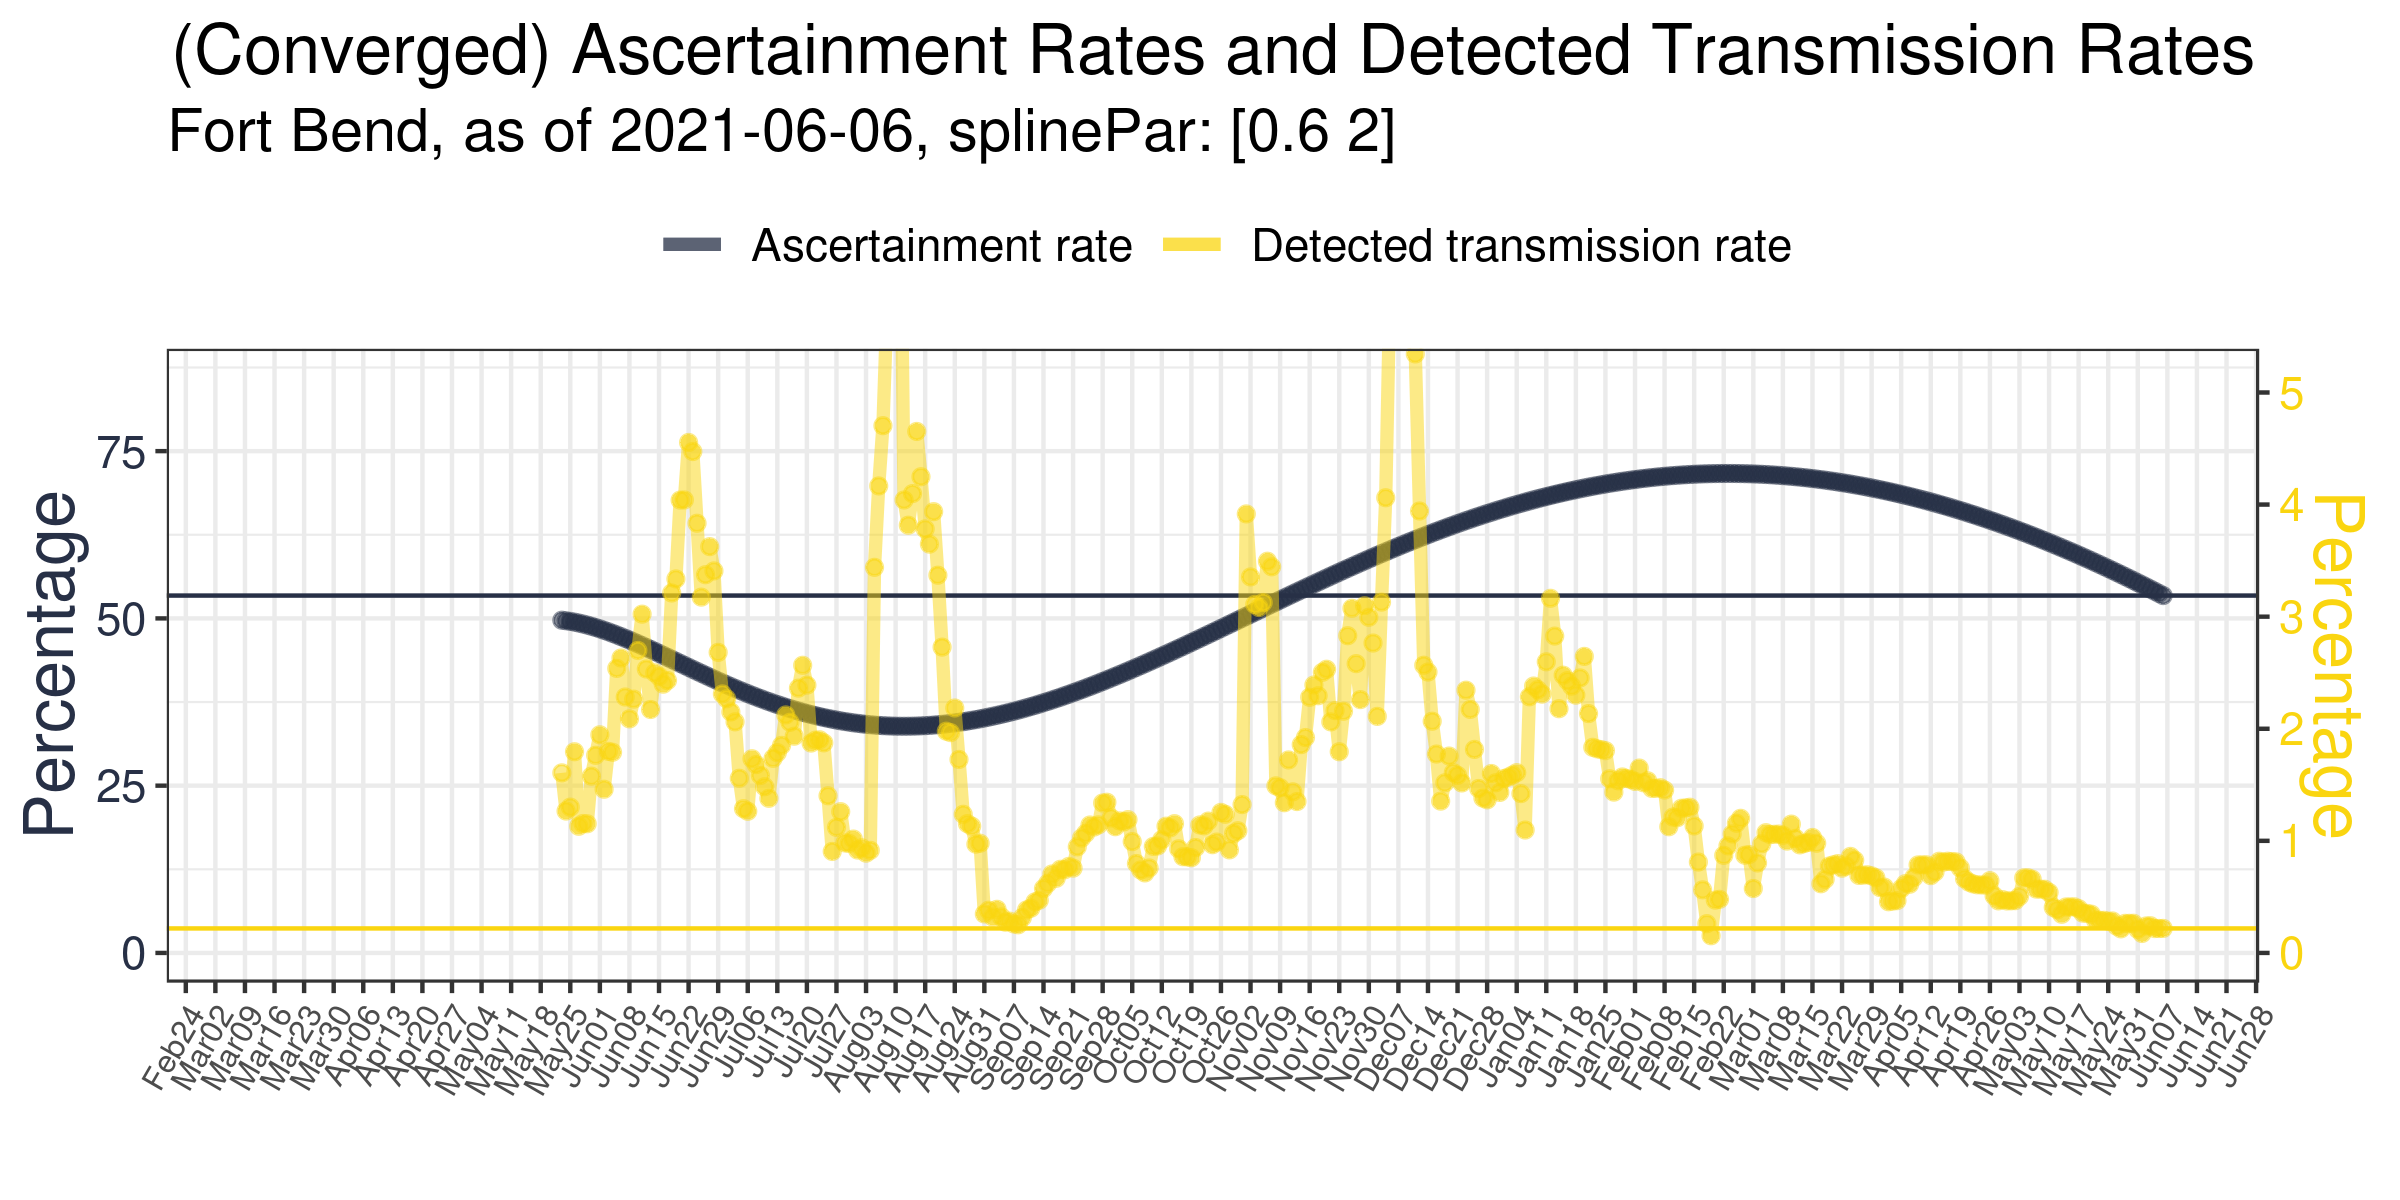 (Converged) Ascertainment Rates and Detected Transmission Rates
Fort Bend, as of 2021-06-06, splinePar: [0.6 2]
Ascertainment rate
Detected transmission rate
Percentage
75
50
25
0
5
4
3
2
1
0
Percentage
Feb24
Mar02
Mar09
Mar16
Mar23
Mar30
Apr06
Apr13
Apr20
Apr27
May04
May11
May18
May25
Jun01
Jun08
Jun15
Jun22
Jun29
Jul06
Jul13
Jul20
Jul27
Aug03
Aug10
Aug17
Aug24
Aug31
Sep07
Sep14
Sep21
Sep28
Oct05
Oct12
Oct19
Oct26
Nov02
Nov09
Nov16
Nov23
Nov30
Dec07
Dec14
Dec21
Dec28
Jan04
Jan11
Jan18
Jan25
Feb01
Feb08
Feb15
Feb22
Mar01
Mar08
Mar15
Mar22
Mar29
Apr05
Apr12
Apr19
Apr26
May03
May10
May17
May24
May31
Jun07
Jun14
Jun21
Jun28